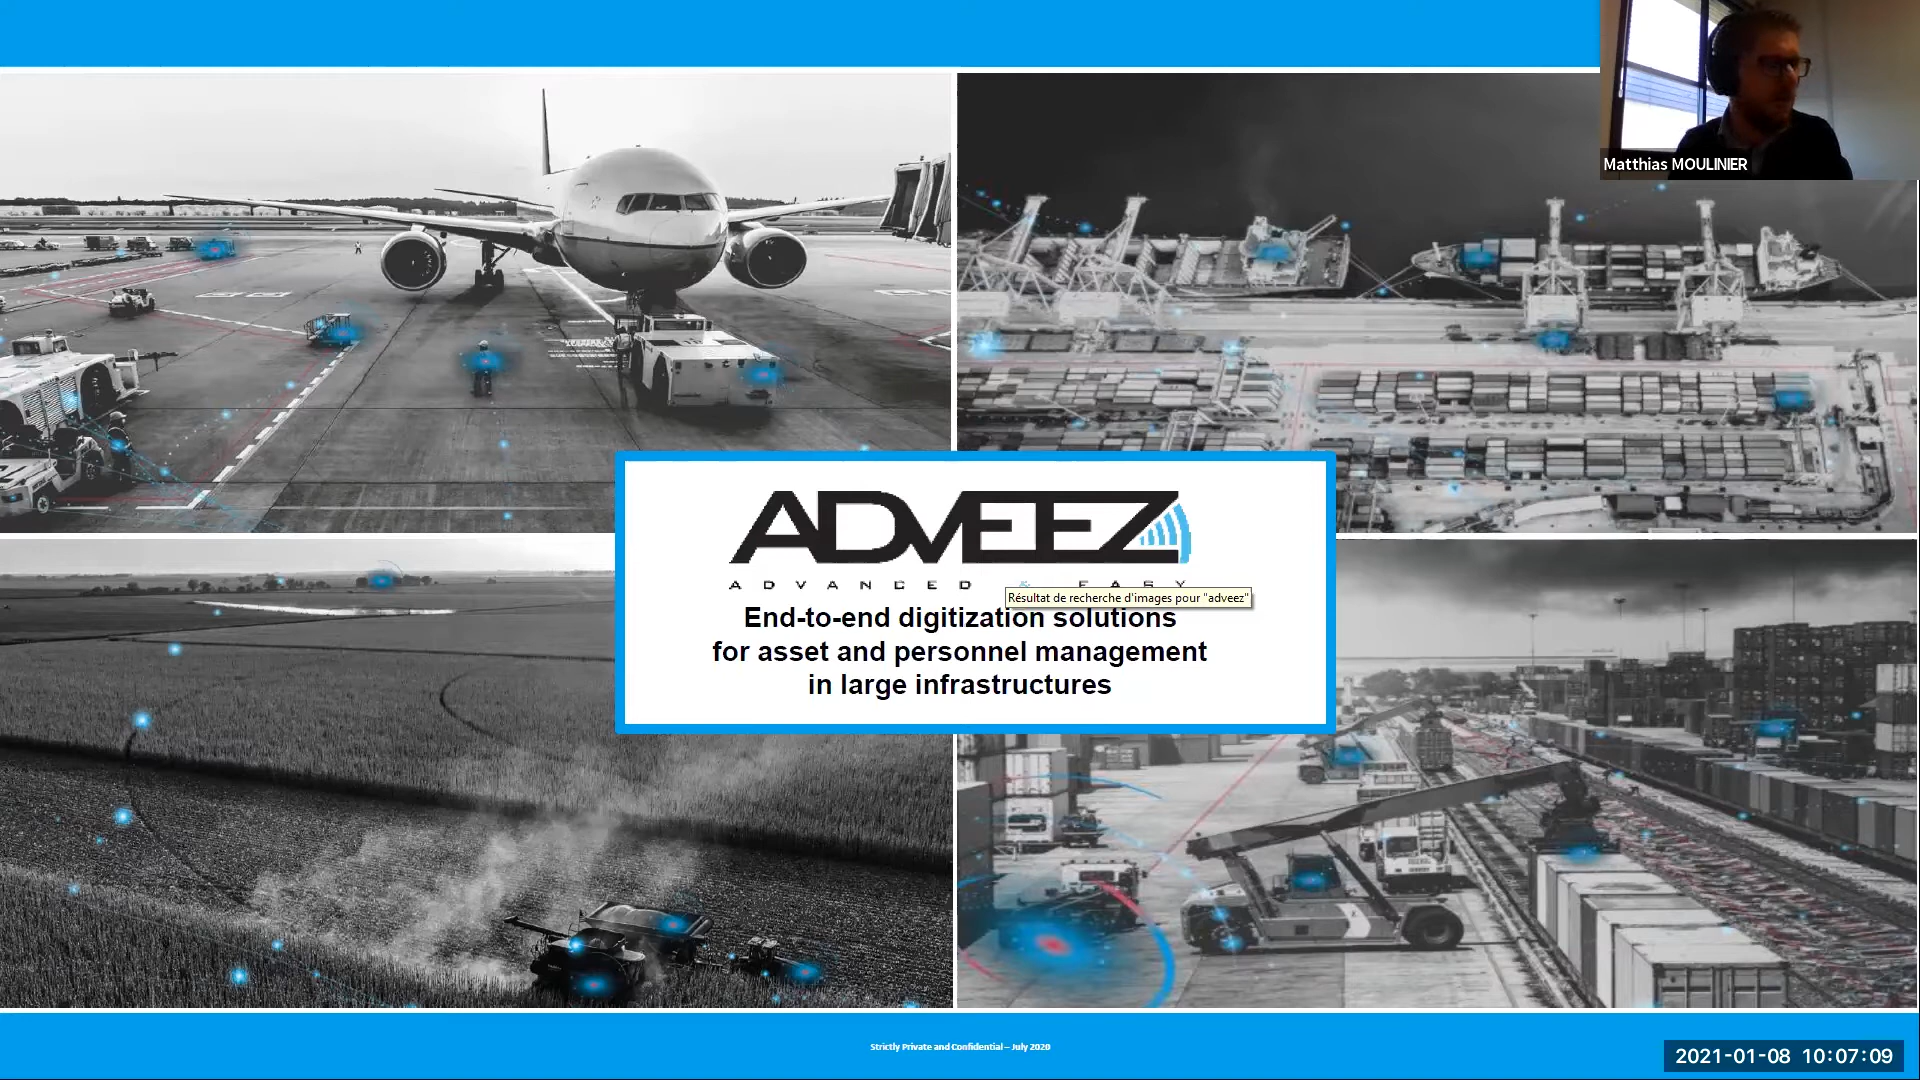 Matthias MOULINIER
ADVEEZ
ADVANCED & EASY
Résultat de recherche d'images pour "adveez"
End-to-end digitization solutions
for asset and personnel management
in large infrastructures
Strictly Private and Confidential – July 2020
2021-01-08 10:07:09